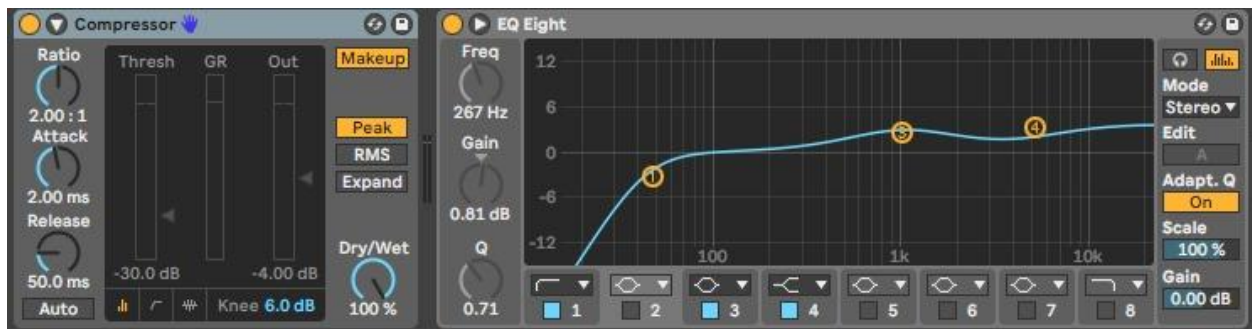 Compressor
Ratio
2.00 : 1
Attack
2.00 ms
Release
50.0 ms
Auto
Thresh GR Out
-30.0 dB -4.00 dB
Knee 6.0 dB
Makeup
Peak
RMS
Expand
Dry/Wet
100 %
EQ Eight
Freq
267 Hz
Gain
0.81 dB
Q
0.71
12
6
0
-6
-12
100 1k 10k
1 3 4
1 2 3 4 5 6 7 8
Mode
Stereo
Edit
A
Adapt. Q
On
Scale
100 %
Gain
0.00 dB